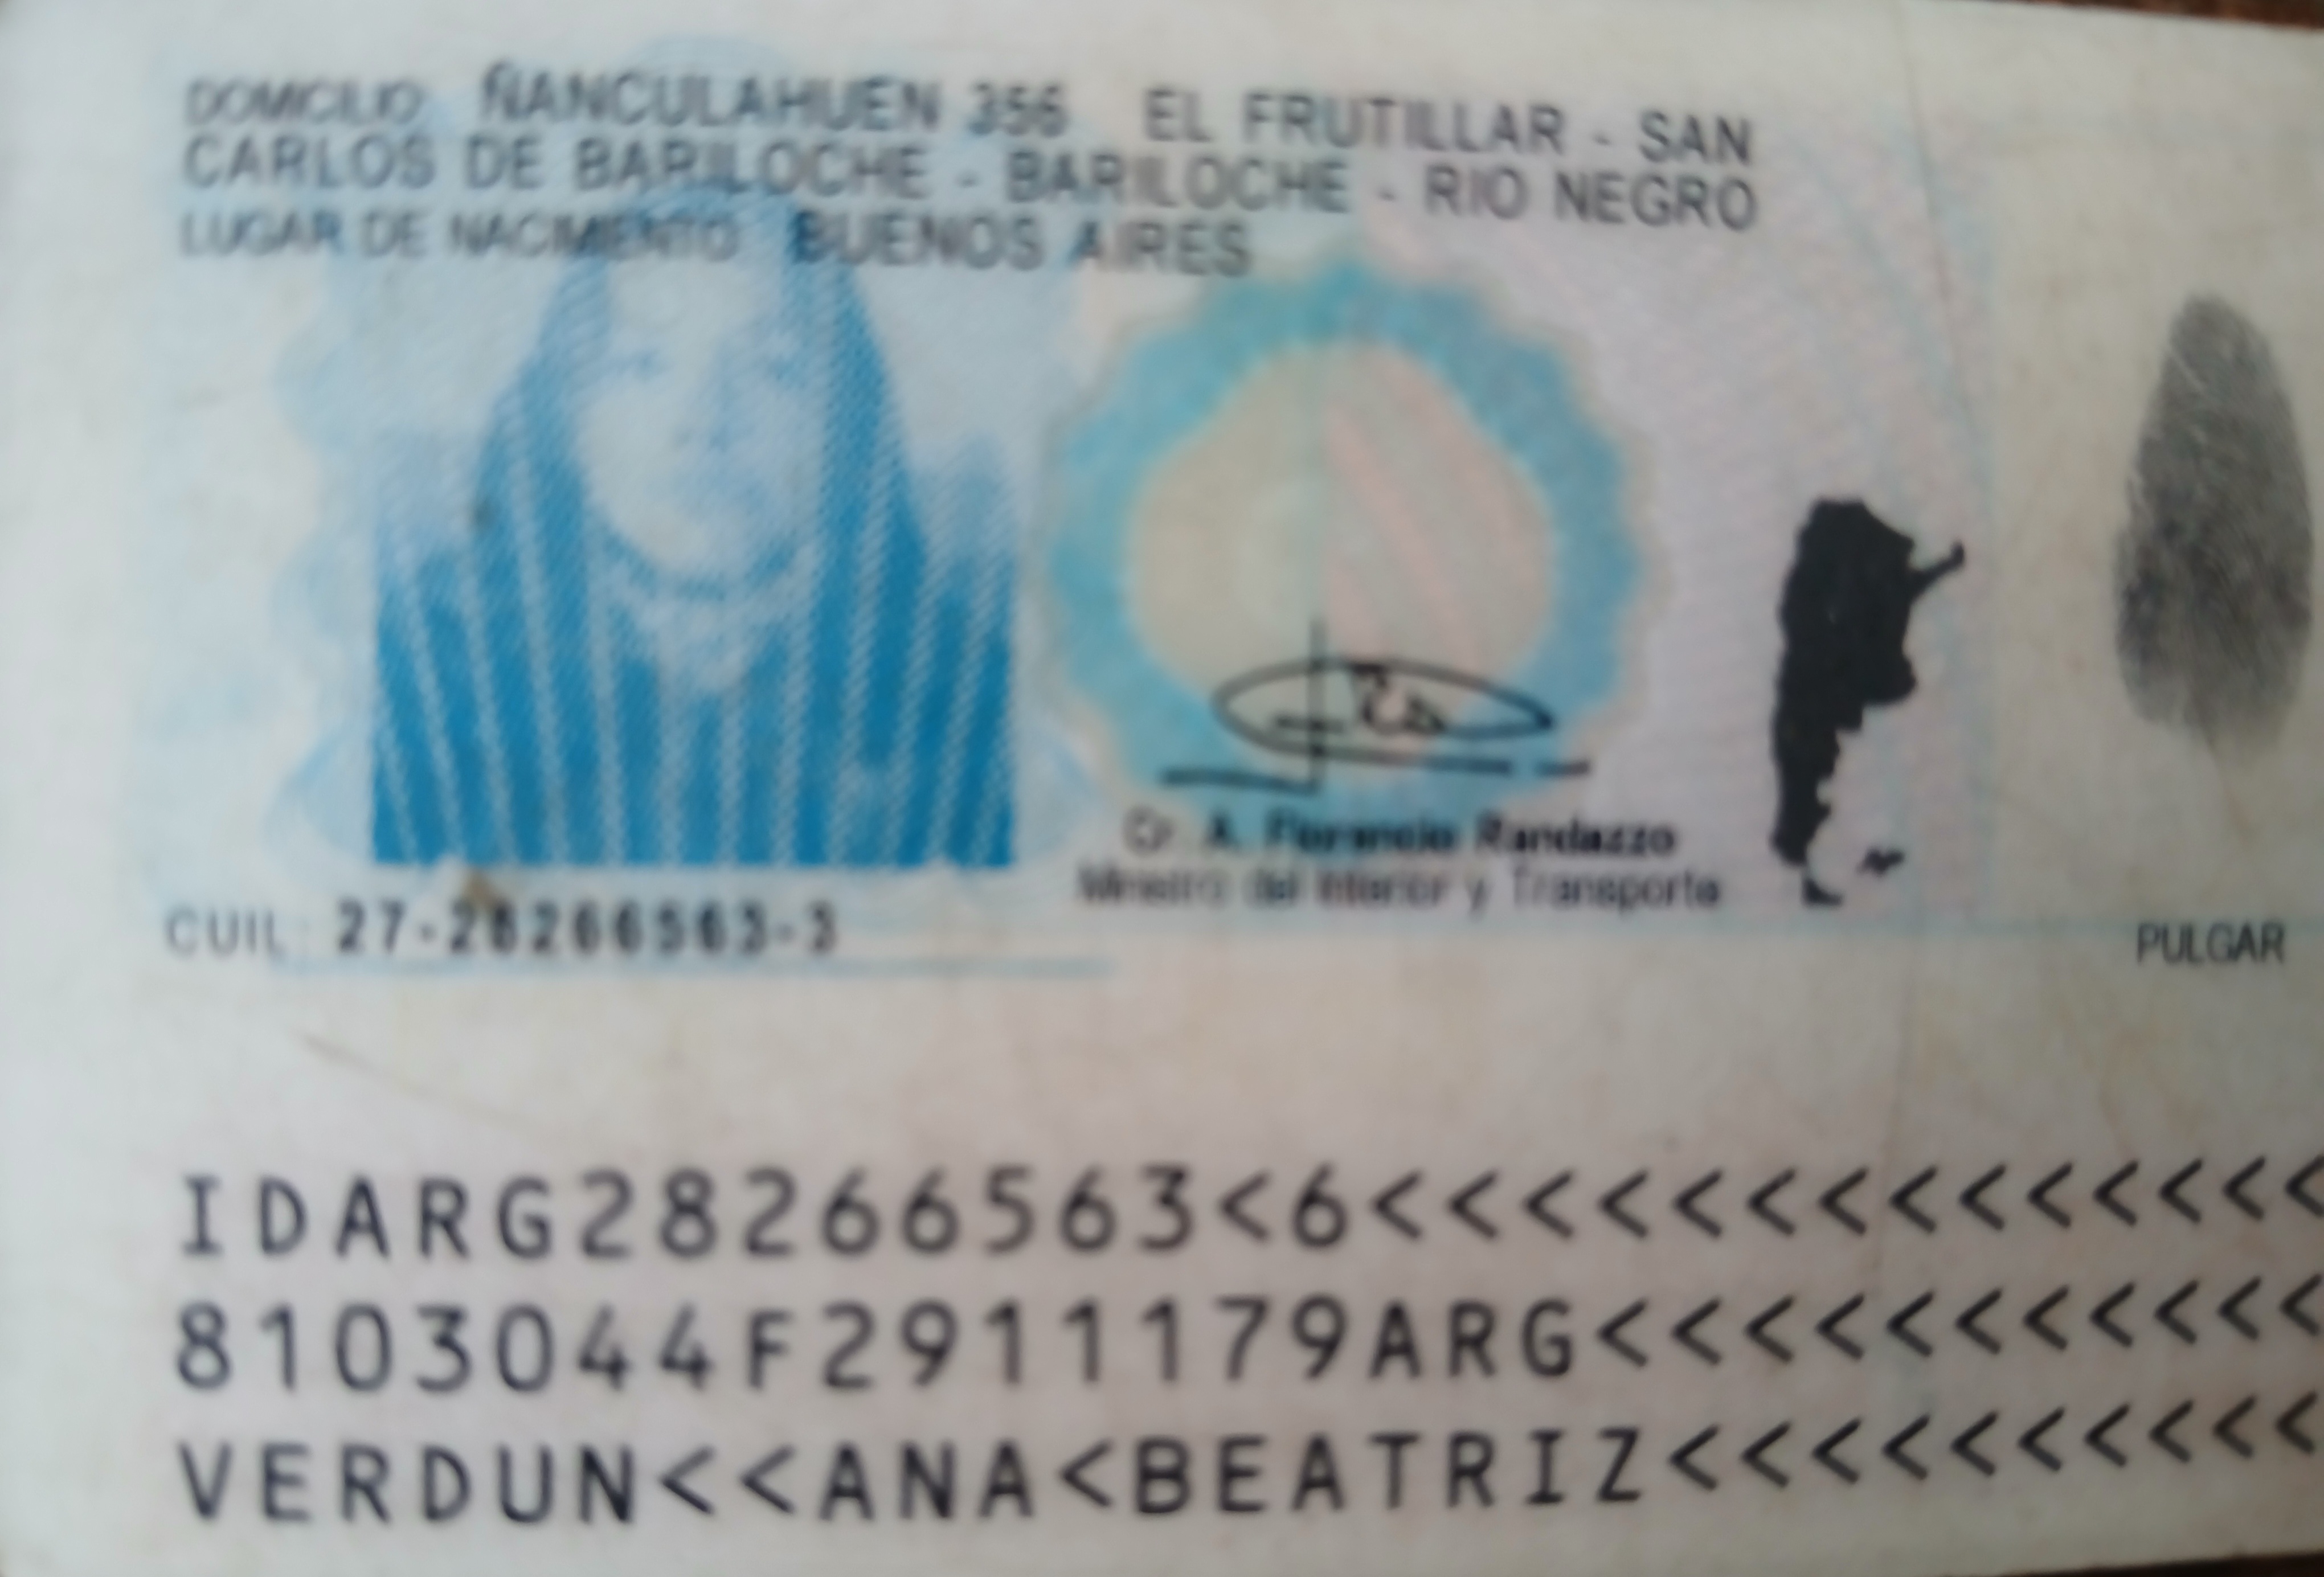 DOMICILIO ÑANCULAHUEN 356 EL FRUTILLAR - SAN
CARLOS DE BARILOCHE - BARILOCHE - RIO NEGRO
LUGAR DE NACIMIENTO BUENOS AIRES
Cr. A. Florencio Randazzo
Ministro del Interior y Transporte
CUIL: 27-28266563-3
PULGAR
IDARG28266563<6<<<<<<<<<<<<<<
8103044F2911179ARG<<<<<<<<<<
VERDUN<<ANA<BEATRIZ<<<<<<<<<<